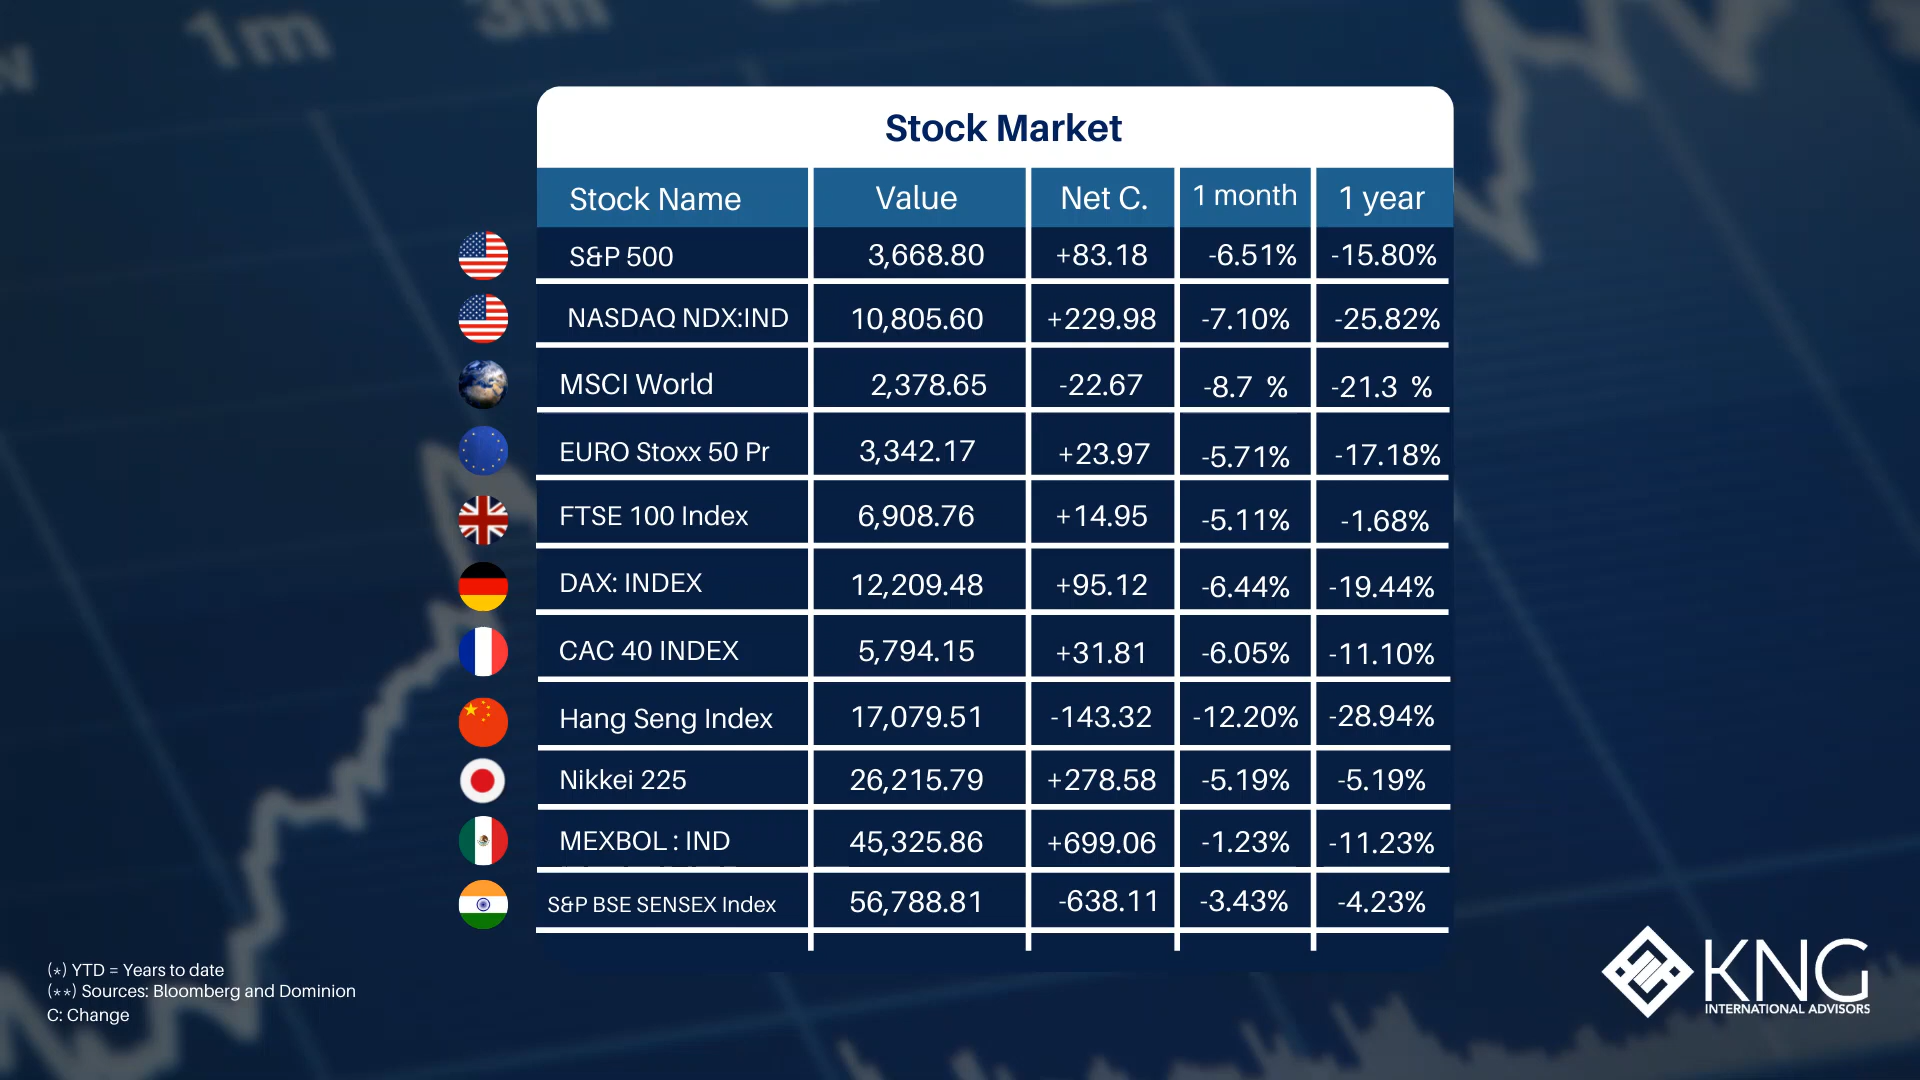 1m 3m
Stock Market
Stock Name Value Net C. 1 month 1 year
S&P 500 3,668.80 +83.18 -6.51% -15.80%
NASDAQ NDX:IND 10,805.60 +229.98 -7.10% -25.82%
MSCI World 2,378.65 -22.67 -8.7 % -21.3 %
EURO Stoxx 50 Pr 3,342.17 +23.97 -5.71% -17.18%
FTSE 100 Index 6,908.76 +14.95 -5.11% -1.68%
DAX: INDEX 12,209.48 +95.12 -6.44% -19.44%
CAC 40 INDEX 5,794.15 +31.81 -6.05% -11.10%
Hang Seng Index 17,079.51 -143.32 -12.20% -28.94%
Nikkei 225 26,215.79 +278.58 -5.19% -5.19%
MEXBOL : IND 45,325.86 +699.06 -1.23% -11.23%
S&P BSE SENSEX Index 56,788.81 -638.11 -3.43% -4.23%
(*) YTD = Years to date
(**) Sources: Bloomberg and Dominion
C: Change
KNG
INTERNATIONAL ADVISORS